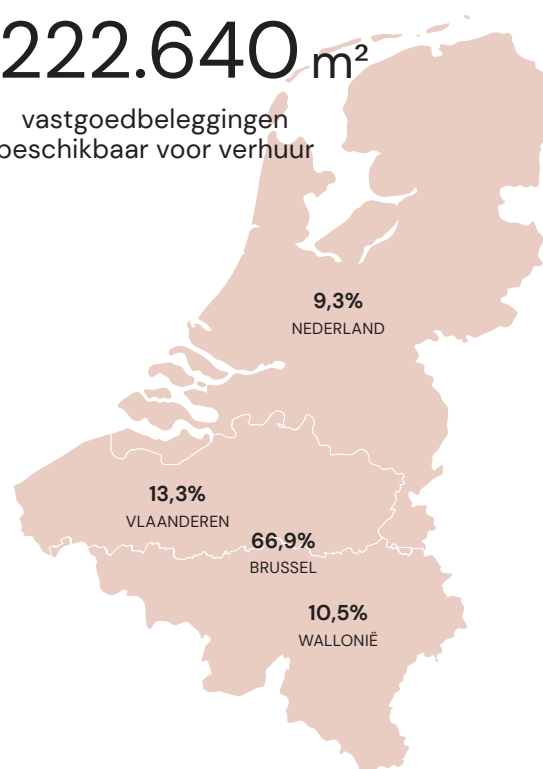 222.640 m²
vastgoedbeleggingen
beschikbaar voor verhuur
9,3%
NEDERLAND
13,3%
VLAANDEREN
66,9%
BRUSSEL
10,5%
WALLONIË